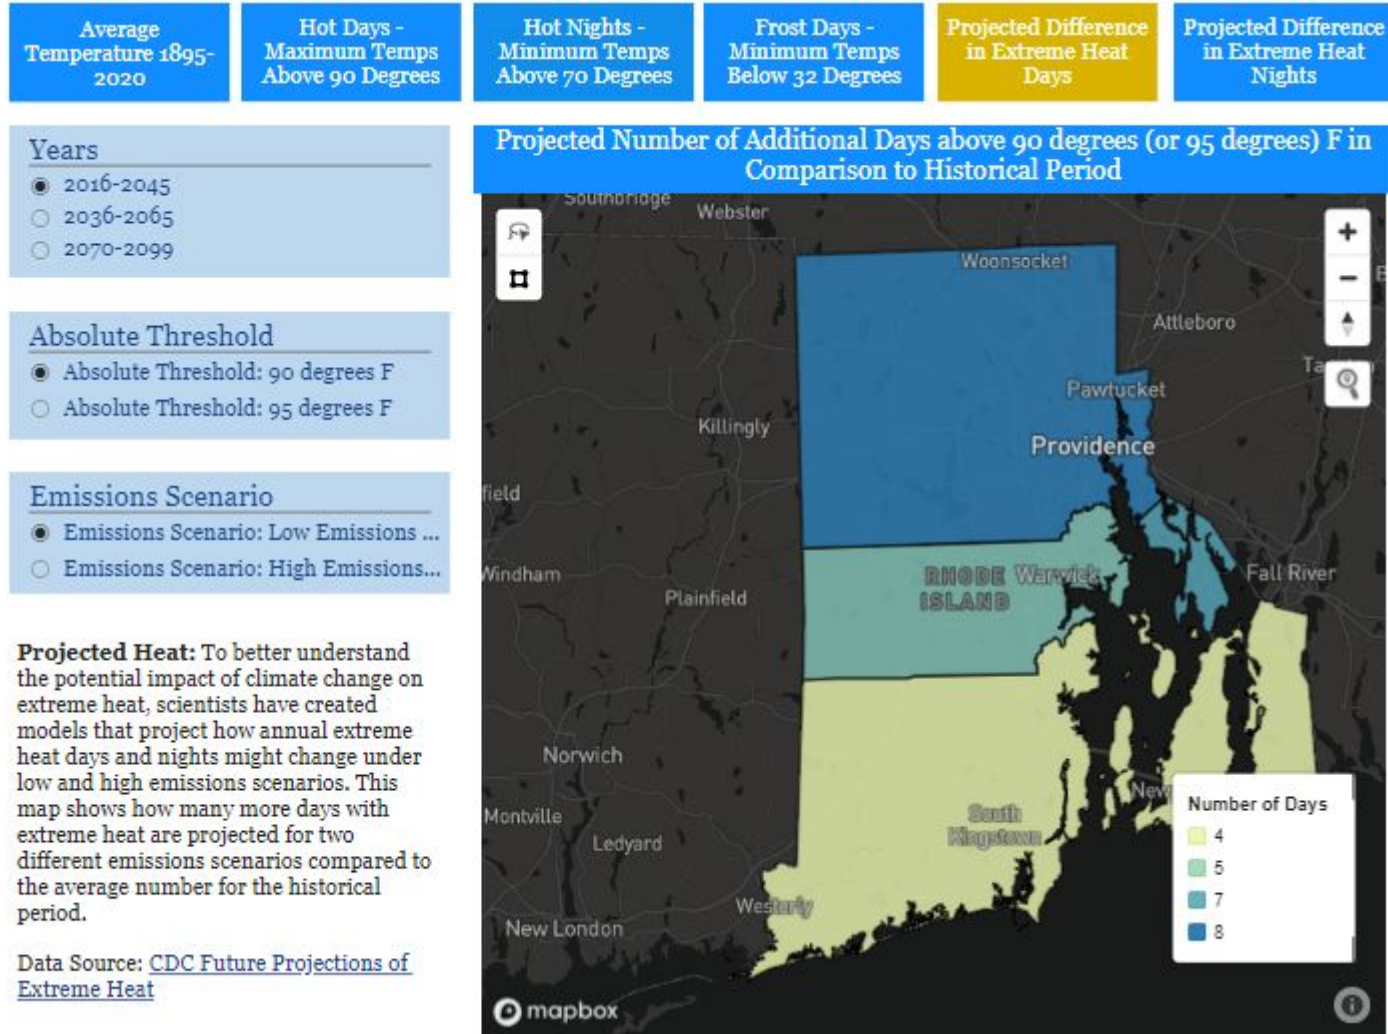 Average
Temperature 1895-
2020
Hot Days -
Maximum Temps
Above 90 Degrees
Hot Nights -
Minimum Temps
Above 70 Degrees
Frost Days -
Minimum Temps
Below 32 Degrees
Projected Difference
in Extreme Heat
Days
Projected Difference
in Extreme Heat
Nights
Years
2016-2045
2036-2065
2070-2099
Absolute Threshold
Absolute Threshold: 90 degrees F
Absolute Threshold: 95 degrees F
Emissions Scenario
Emissions Scenario: Low Emissions ...
Emissions Scenario: High Emissions...
Projected Heat: To better understand
the potential impact of climate change on
extreme heat, scientists have created
models that project how annual extreme
heat days and nights might change under
low and high emissions scenarios. This
map shows how many more days with
extreme heat are projected for two
different emissions scenarios compared to
the average number for the historical
period.
Data Source: CDC Future Projections of
Extreme Heat
Projected Number of Additional Days above 90 degrees (or 95 degrees) F in
Comparison to Historical Period
Southbridge
Webster
Woonsocket
Attleboro
Pawtucket
Killingly
Providence
field
Windham
RHODE
ISLAND
Warwick
Fall River
Plainfield
Norwich
Montville
Ledyard
South
Kingstown
New
Westerly
New London
Number of Days
4
5
7
8
mapbox